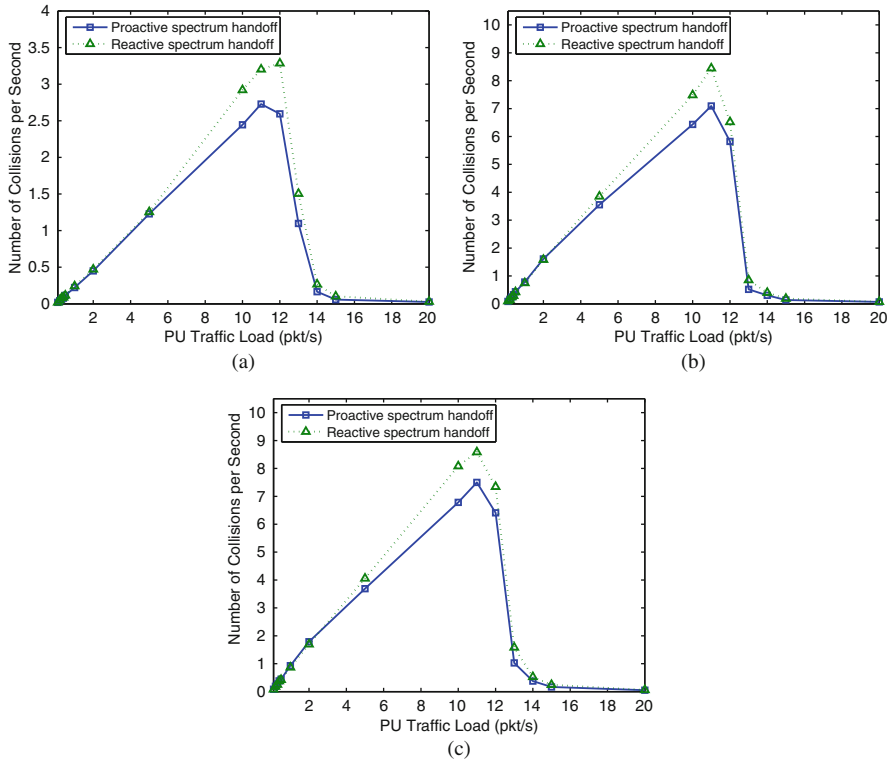 4
3.5
3
2.5
2
1.5
1
0.5
0
Number of Collisions per Second
Proactive spectrum handoff
Reactive spectrum handoff
2 4 6 8 10 12 14 16 18 20
PU Traffic Load (pkt/s)
(a)
10
9
8
7
6
5
4
3
2
1
0
Number of Collisions per Second
Proactive spectrum handoff
Reactive spectrum handoff
2 4 6 8 10 12 14 16 18 20
PU Traffic Load (pkt/s)
(b)
10
9
8
7
6
5
4
3
2
1
0
Number of Collisions per Second
Proactive spectrum handoff
Reactive spectrum handoff
2 4 6 8 10 12 14 16 18 20
PU Traffic Load (pkt/s)
(c)